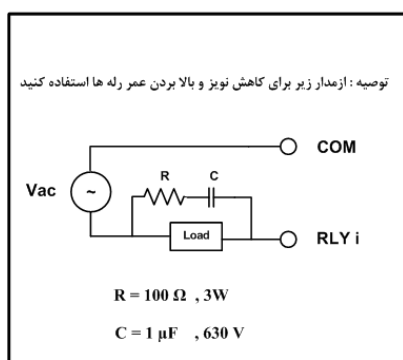 توصیه : ازمدار زیر برای کاهش نویز و بالا بردن عمر رله ها استفاده کنید
COM
R C
Vac
~
Load
RLY i
R = 100 Ω , 3W
C = 1 µF , 630 V